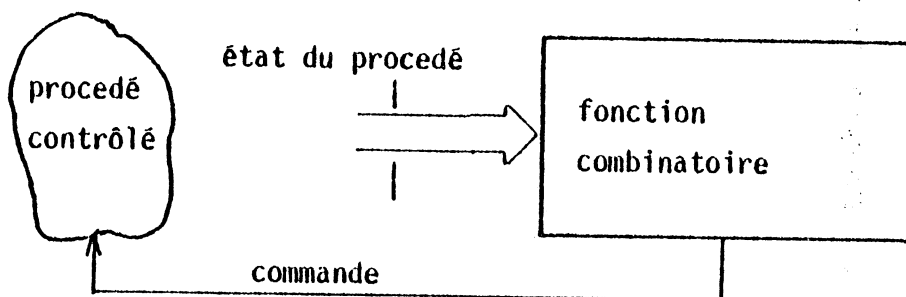 état du procedé
procedé
contrôlé
fonction
combinatoire
commande